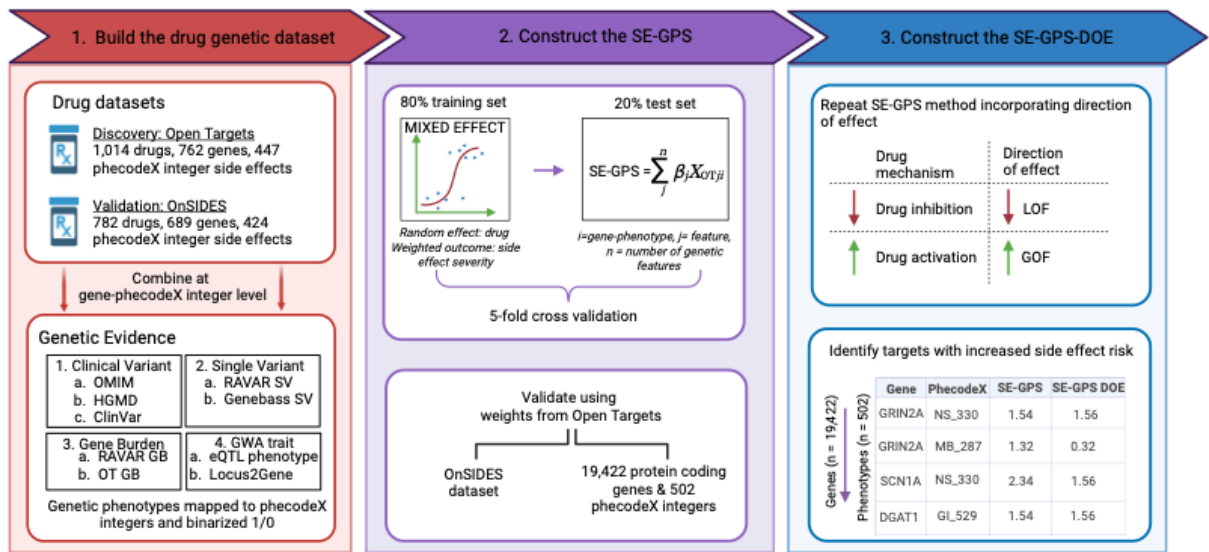 1. Build the drug genetic dataset
Drug datasets
Rx
Discovery: Open Targets
1,014 drugs, 762 genes, 447
phecodeX integer side effects
Rx
Validation: OnSIDES
782 drugs, 689 genes, 424
phecodeX integer side effects
Combine at
gene-phecodeX integer level
Genetic Evidence
1. Clinical Variant
a. OMIM
b. HGMD
c. ClinVar
2. Single Variant
a. RAVAR SV
b. Genebass SV
3. Gene Burden
a. RAVAR GB
b. OT GB
4. GWA trait
a. eQTL phenotype
b. Locus2Gene
Genetic phenotypes mapped to phecodeX
integers and binarized 1/0
2. Construct the SE-GPS
80% training set
MIXED EFFECT
Random effect: drug
Weighted outcome: side
effect severity
20% test set
SE-GPS = ∑ⱼⁿ βⱼX_OTji
i=gene-phenotype, j= feature,
n = number of genetic
features
5-fold cross validation
Validate using
weights from Open Targets
OnSIDES
dataset
19,422 protein coding
genes & 502
phecodeX integers
3. Construct the SE-GPS-DOE
Repeat SE-GPS method incorporating direction
of effect
Drug
mechanism
Direction
of effect
Drug inhibition
LOF
Drug activation
GOF
Identify targets with increased side effect risk
Genes (n = 19,422)
Phenotypes (n = 502)
Gene PhecodeX SE-GPS SE-GPS DOE
GRIN2A NS_330 1.54 1.56
GRIN2A MB_287 1.32 0.32
SCN1A NS_330 2.34 1.56
DGAT1 GI_529 1.54 1.56